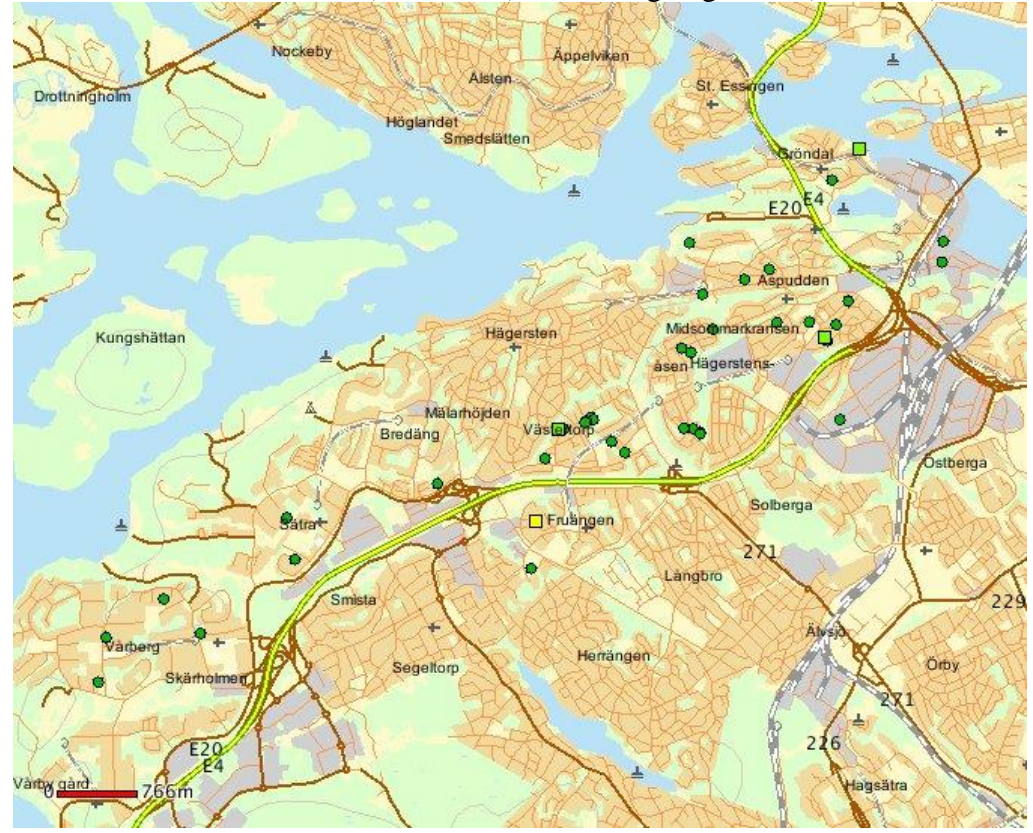 Nockeby
Äppelviken
Ålsten
St. Essingen
Drottningholm
Höglandet
Smedslätten
Gröndal
E4
E20
Aspudden
Kungshättan
Hägersten
Midsommarkransen
Hägerstens-
åsen
Mälarhöjden
Västertorp
Bredäng
Östberga
Solberga
Sätra
Fruängen
271
Långbro
Smista
229
Älvsjö
Vårberg
Herrängen
Segeltorp
Örby
Skärholmen
271
226
E20
E4
Vårby gård
0 766m
Hagsätra